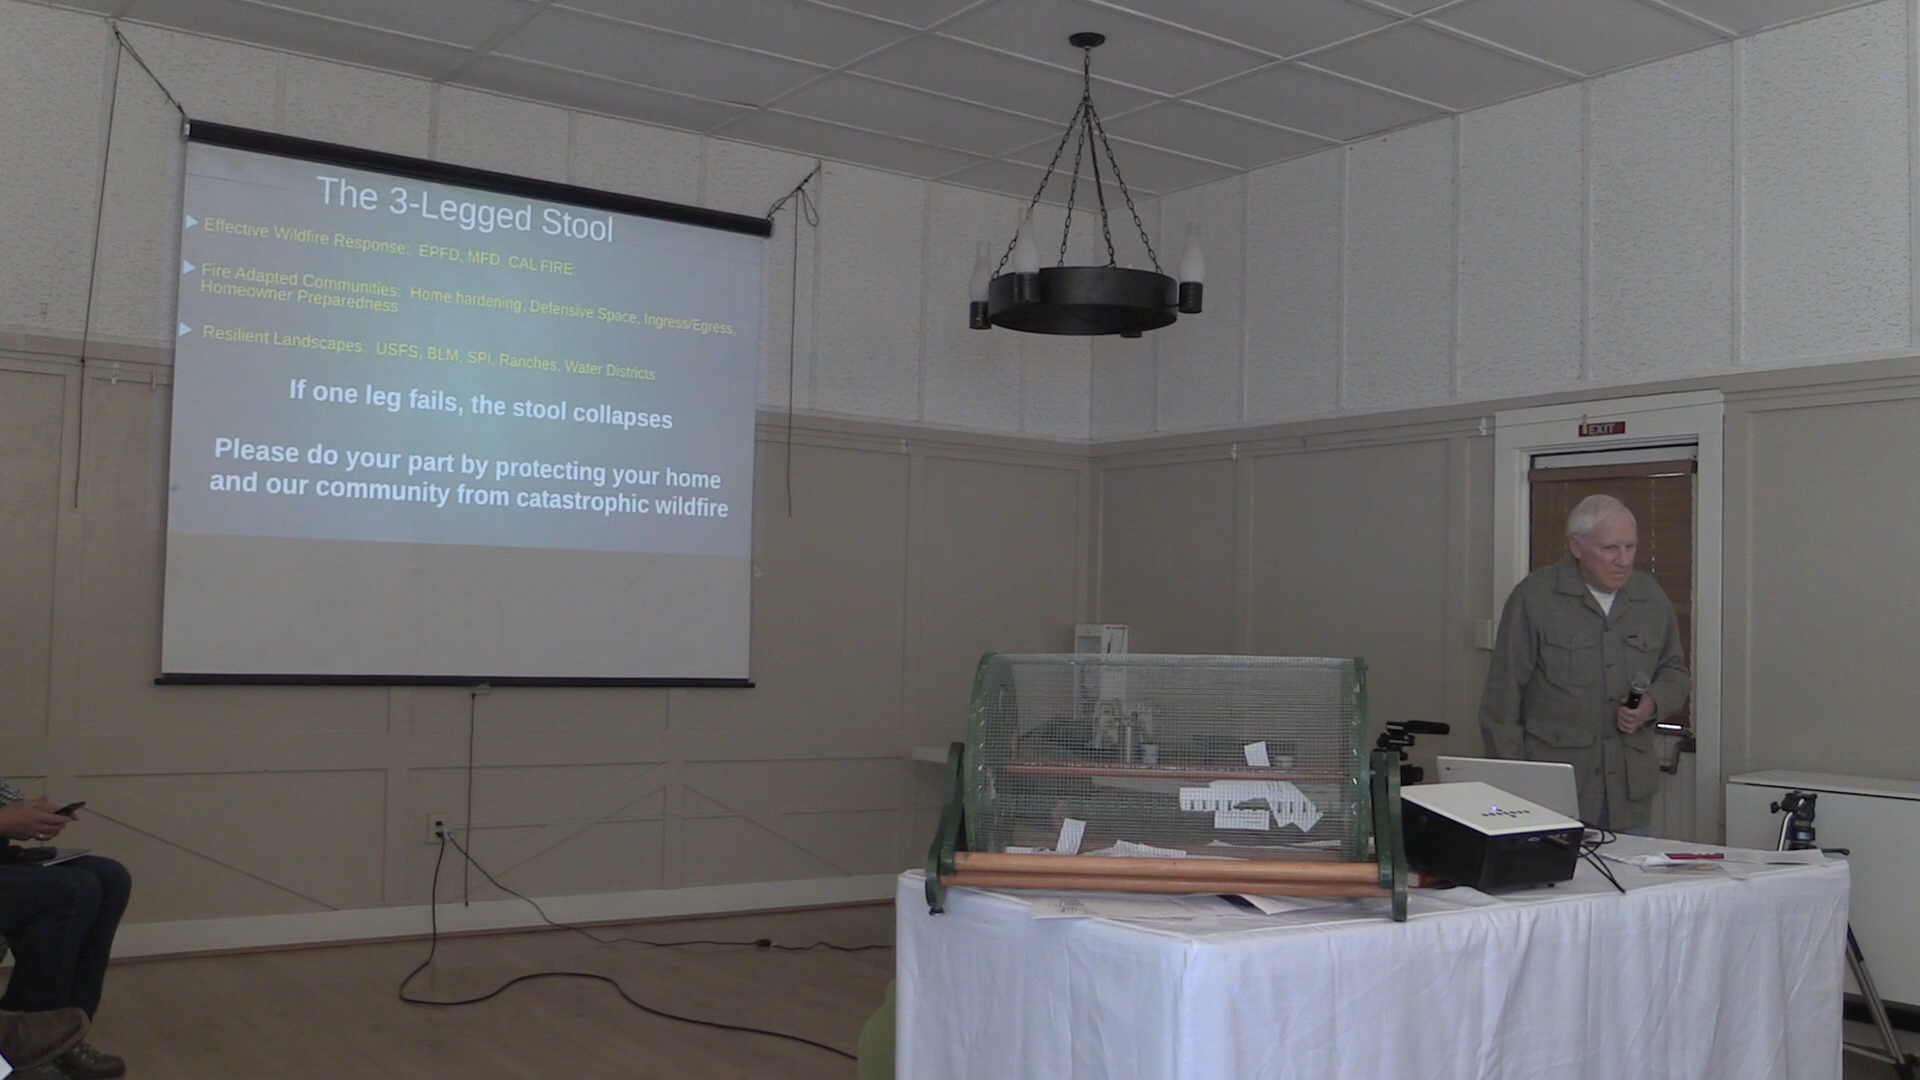 The 3-Legged Stool
Effective Wildfire Response: EPFD, MFD, CAL FIRE
Fire Adapted Communities: Home hardening, Defensive Space, Ingress/Egress,
Homeowner Preparedness
Resilient Landscapes: USFS, BLM, SPI, Ranches, Water Districts
If one leg fails, the stool collapses
Please do your part by protecting your home
and our community from catastrophic wildfire
EXIT